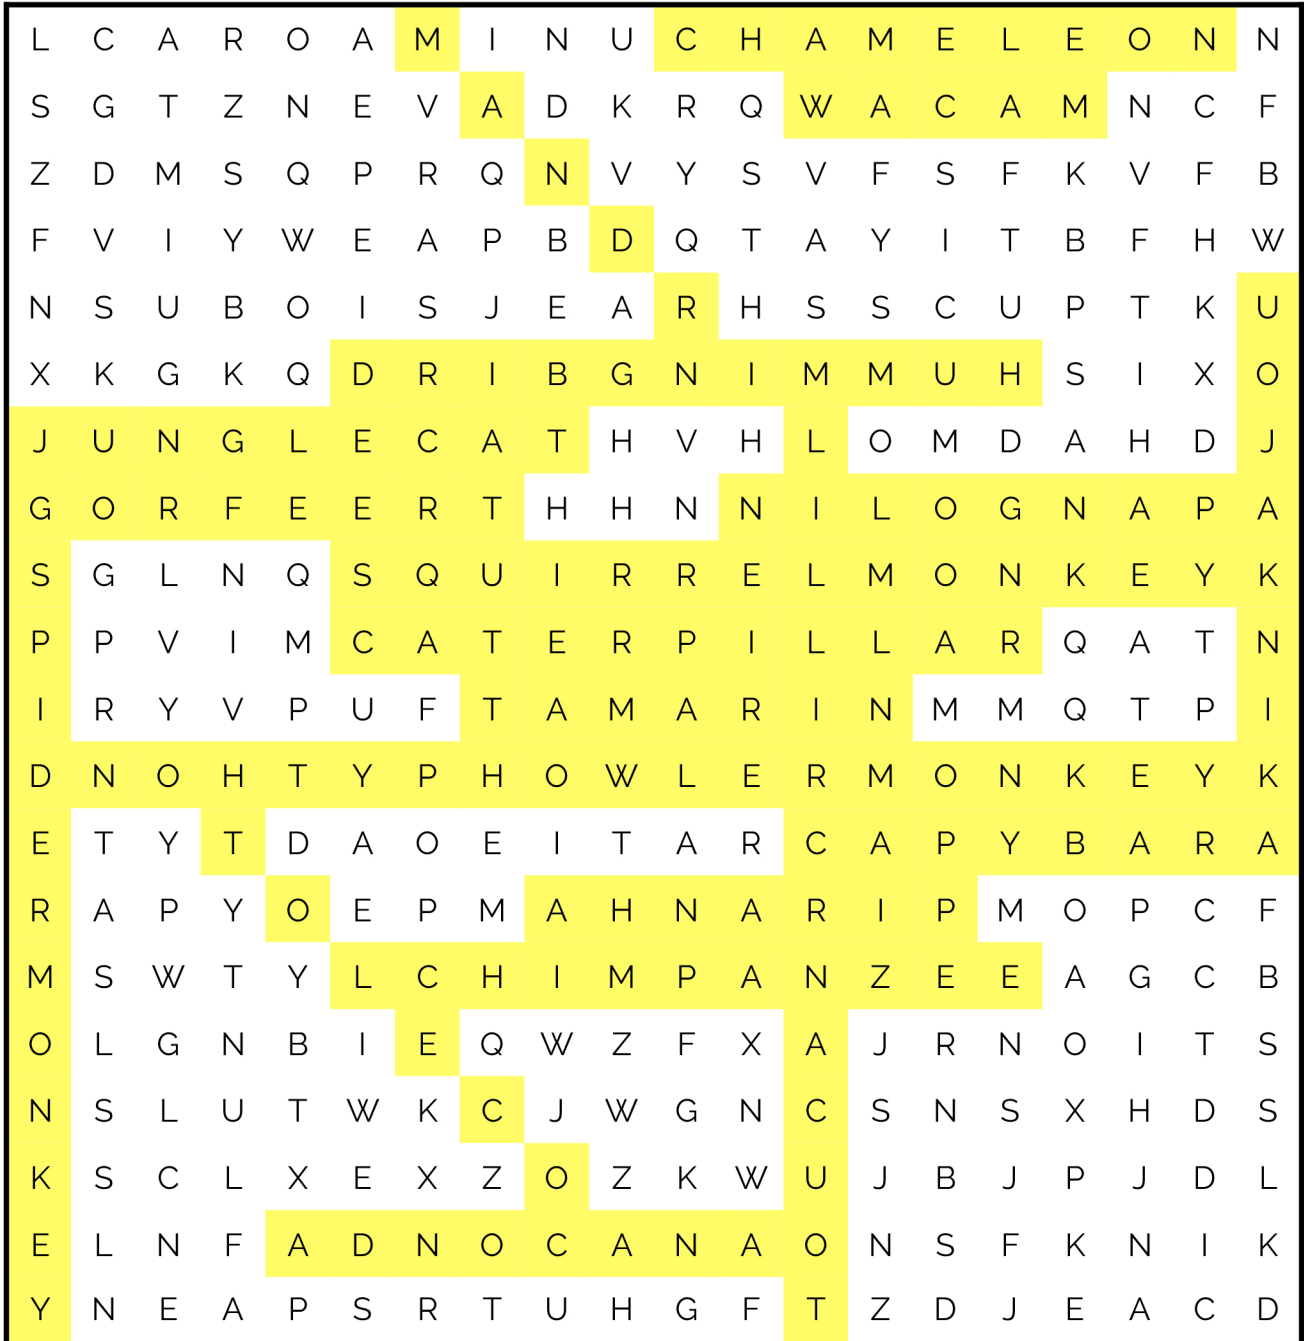 L C A R O A M I N U C H A M E L E O N N
S G T Z N E V A D K R Q W A C A M N C F
Z D M S Q P R Q N V Y S V F S F K V F B
F V I Y W E A P B D Q T A Y I T B F H W
N S U B O I S J E A R H S S C U P T K U
X K G K Q D R I B G N I M M U H S I X O
J U N G L E C A T H V H L O M D A H D J
G O R F E E R T H H N N I L O G N A P A
S G L N Q S Q U I R R E L M O N K E Y K
P P V I M C A T E R P I L L A R Q A T N
I R Y V P U F T A M A R I N M M Q T P I
D N O H T Y P H O W L E R M O N K E Y K
E T Y T D A O E I T A R C A P Y B A R A
R A P Y O E P M A H N A R I P M O P C F
M S W T Y L C H I M P A N Z E E A G C B
O L G N B I E Q W Z F X A J R N O I T S
N S L U T W K C J W G N C S N S X H D S
K S C L X E X Z O Z K W U J B J P J D L
E L N F A D N O C A N A O N S F K N I K
Y N E A P S R T U H G F T Z D J E A C D